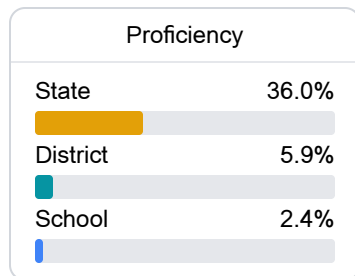 Proficiency
State 36.0%
District 5.9%
School 2.4%